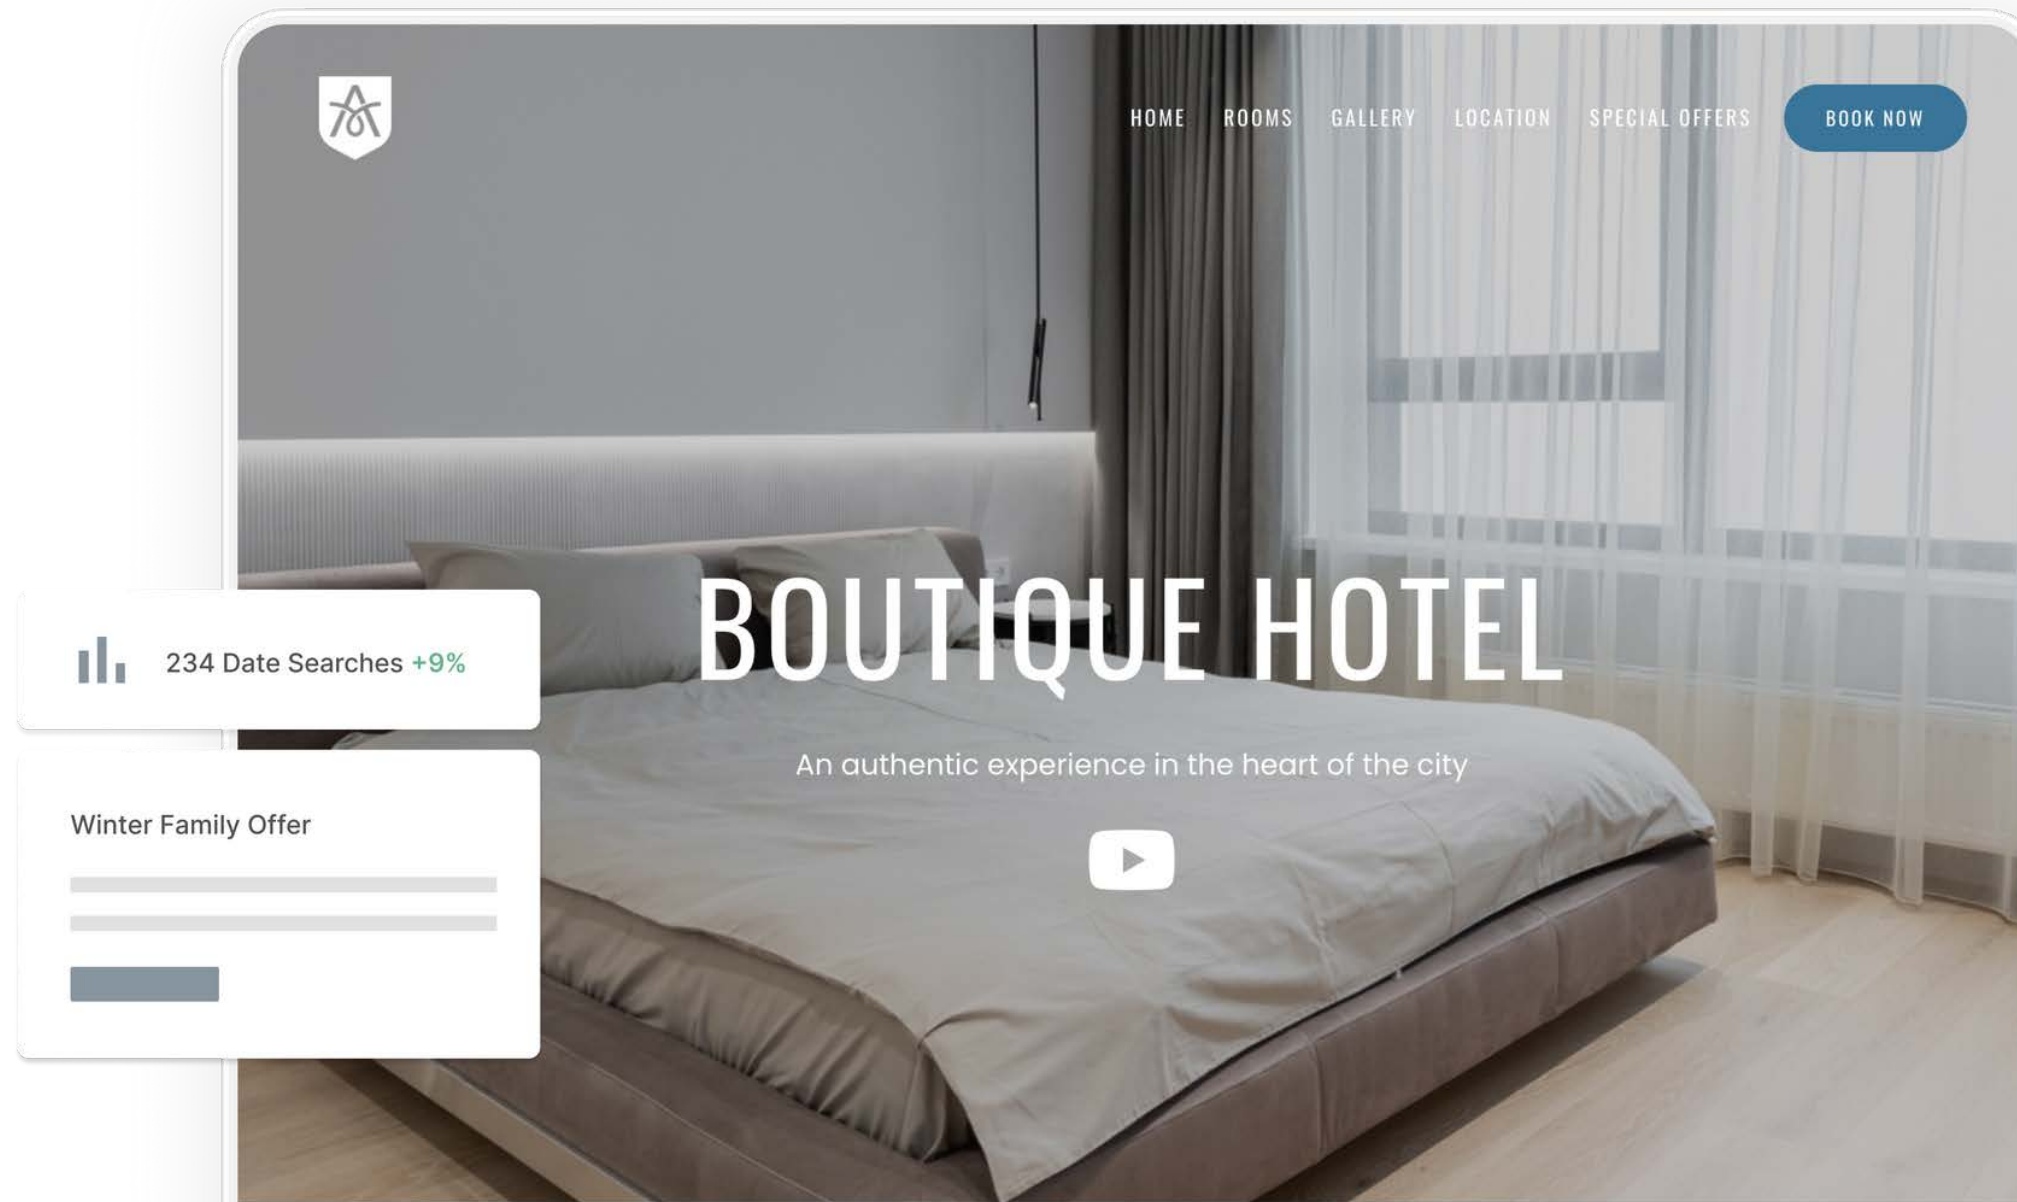 HOME ROOMS GALLERY LOCATION SPECIAL OFFERS BOOK NOW
BOUTIQUE HOTEL
An authentic experience in the heart of the city
234 Date Searches +9%
Winter Family Offer